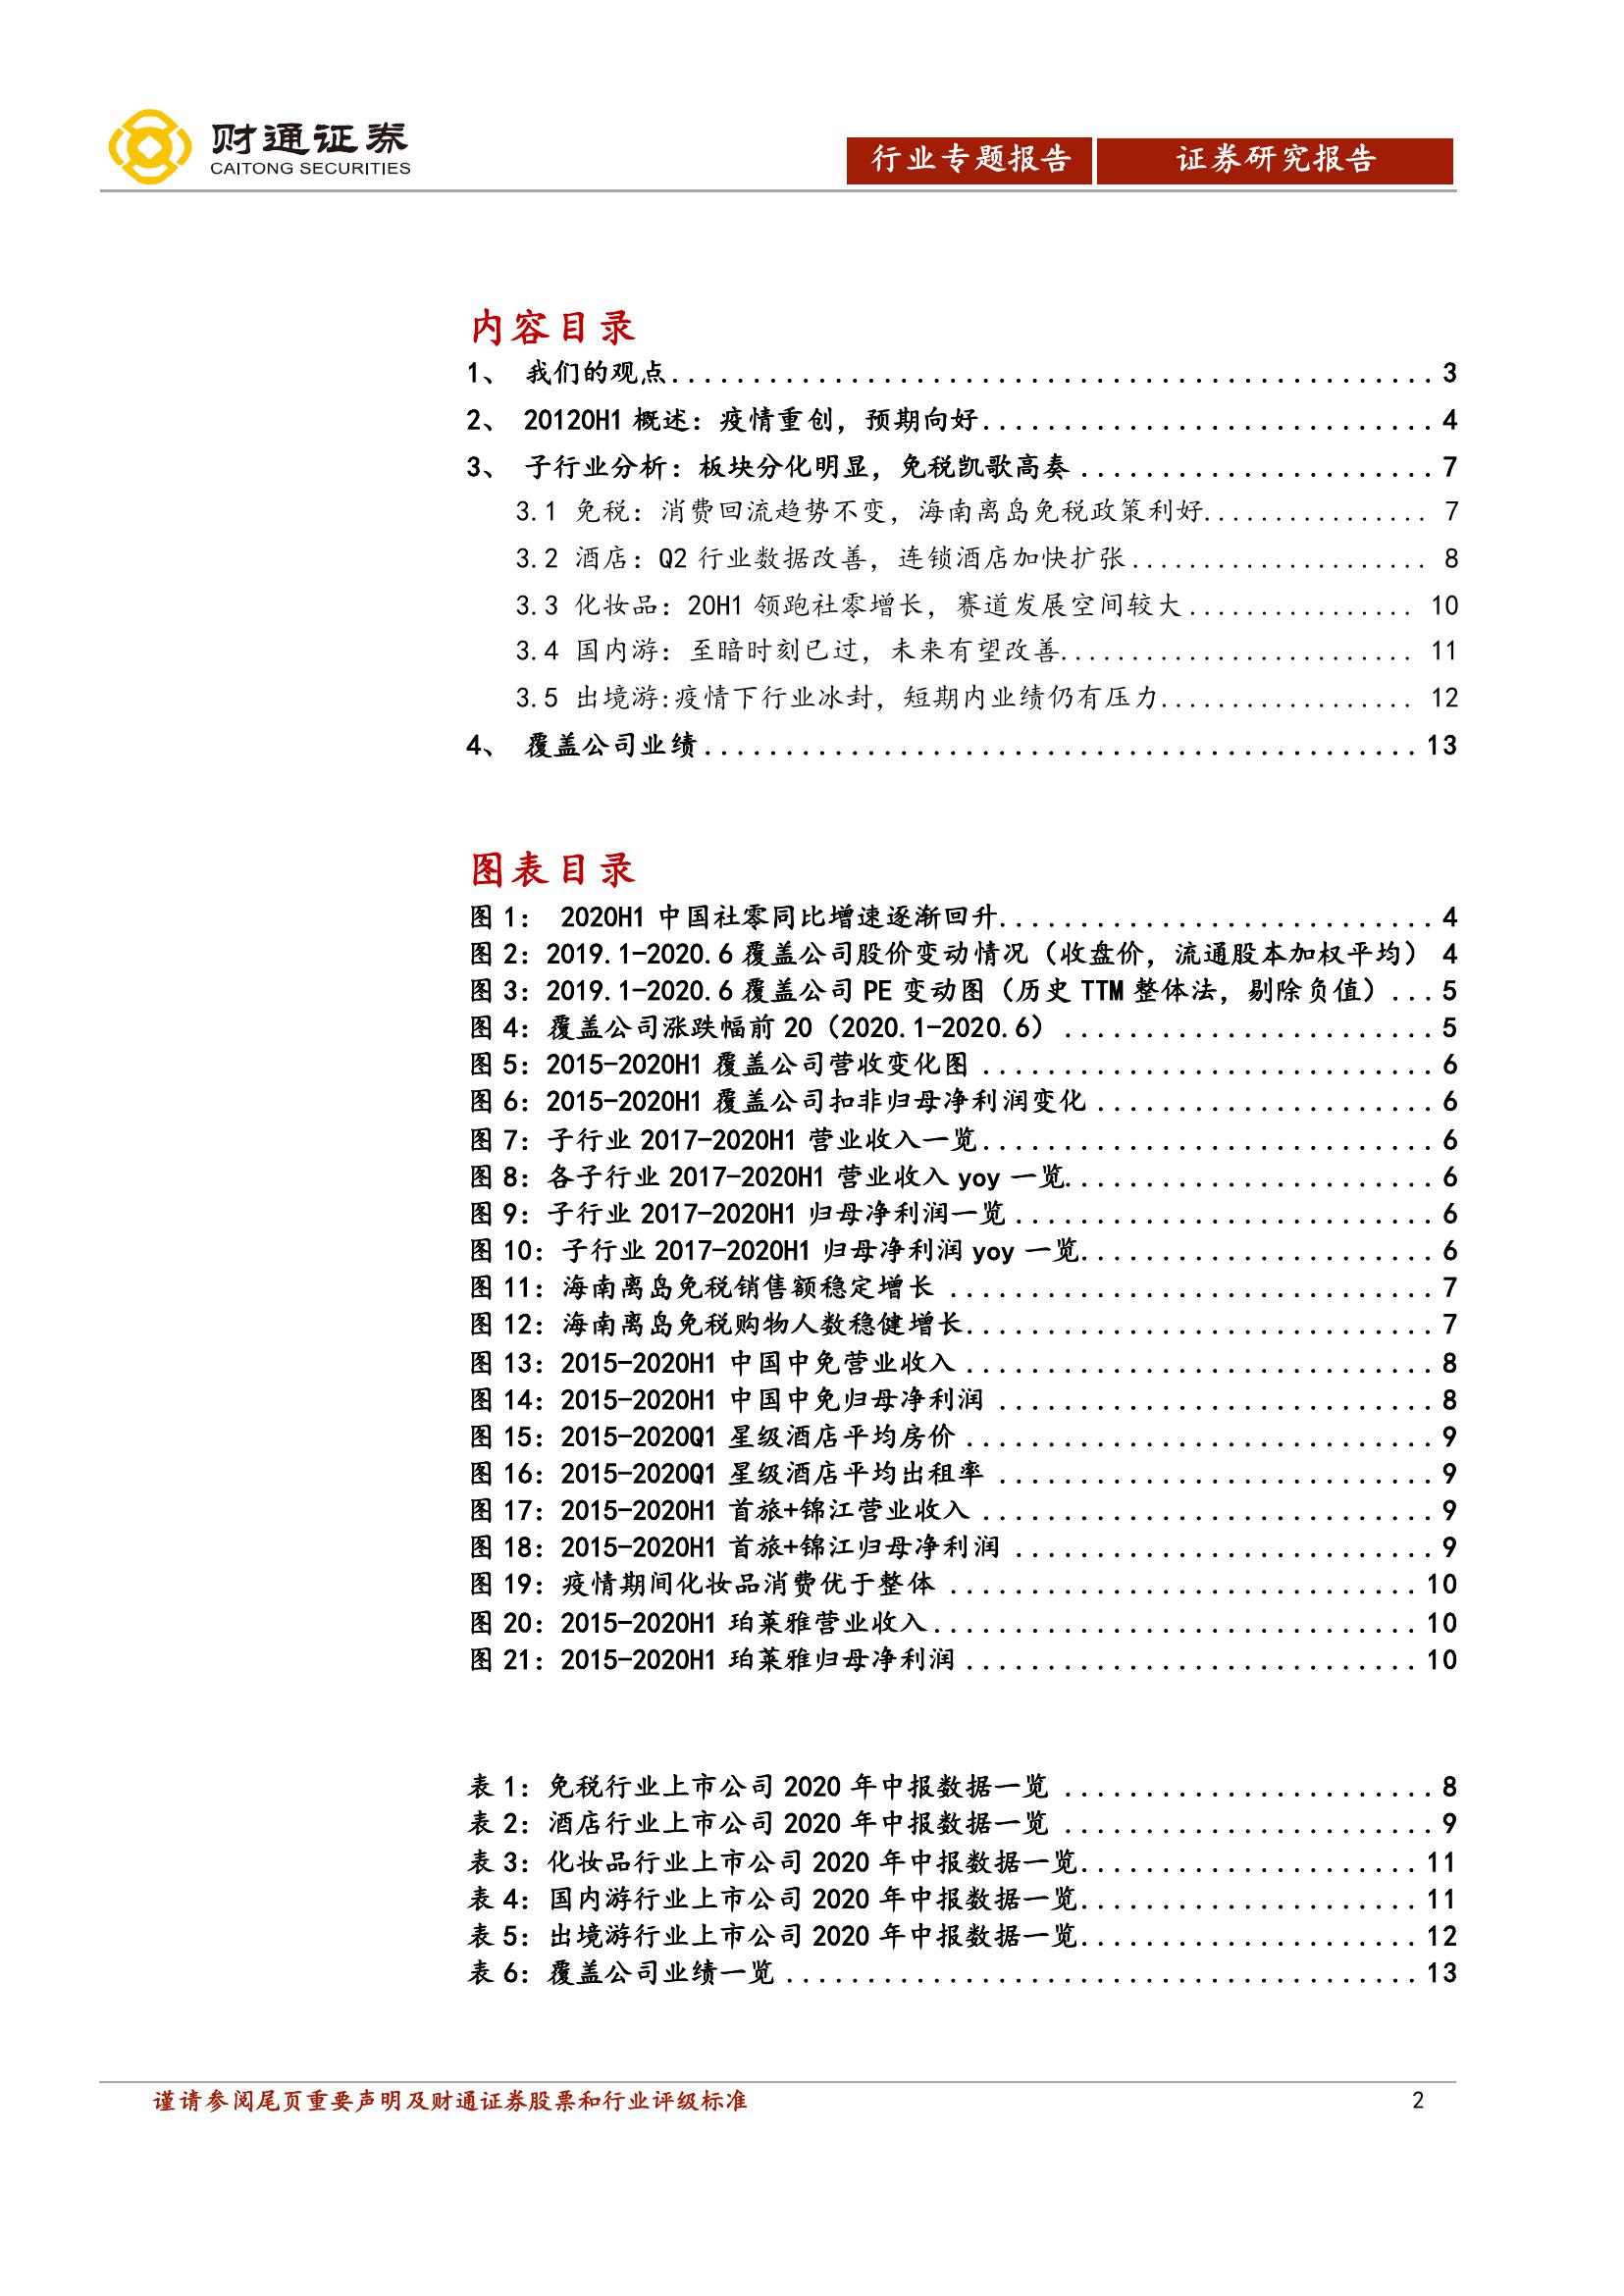 财通证券
CAITONG SECURITIES
行业专题报告 证券研究报告
内容目录
1、 我们的观点................................................ 3
2、 20120H1 概述：疫情重创，预期向好............................ 4
3、 子行业分析：板块分化明显，免税凯歌高奏 ...................... 7
3.1 免税：消费回流趋势不变，海南离岛免税政策利好................ 7
3.2 酒店：Q2 行业数据改善，连锁酒店加快扩张..................... 8
3.3 化妆品：20H1 领跑社零增长，赛道发展空间较大................ 10
3.4 国内游：至暗时刻已过，未来有望改善......................... 11
3.5 出境游:疫情下行业冰封，短期内业绩仍有压力.................. 12
4、 覆盖公司业绩............................................. 13
图表目录
图 1： 2020H1 中国社零同比增速逐渐回升........................... 4
图 2：2019.1-2020.6 覆盖公司股价变动情况（收盘价，流通股本加权平均） 4
图 3：2019.1-2020.6 覆盖公司 PE 变动图（历史 TTM 整体法，剔除负值）... 5
图 4：覆盖公司涨跌幅前 20（2020.1-2020.6） ....................... 5
图 5：2015-2020H1 覆盖公司营收变化图 ............................ 6
图 6：2015-2020H1 覆盖公司扣非归母净利润变化 ..................... 6
图 7：子行业 2017-2020H1 营业收入一览............................ 6
图 8：各子行业 2017-2020H1 营业收入 yoy 一览....................... 6
图 9：子行业 2017-2020H1 归母净利润一览 .......................... 6
图 10：子行业 2017-2020H1 归母净利润 yoy 一览...................... 6
图 11：海南离岛免税销售额稳定增长 .............................. 7
图 12：海南离岛免税购物人数稳健增长............................. 7
图 13：2015-2020H1 中国中免营业收入 ............................. 8
图 14：2015-2020H1 中国中免归母净利润 ........................... 8
图 15：2015-2020Q1 星级酒店平均房价 ............................. 9
图 16：2015-2020Q1 星级酒店平均出租率 ........................... 9
图 17：2015-2020H1 首旅+锦江营业收入 ............................ 9
图 18：2015-2020H1 首旅+锦江归母净利润 .......................... 9
图 19：疫情期间化妆品消费优于整体 ............................. 10
图 20：2015-2020H1 珀莱雅营业收入.............................. 10
图 21：2015-2020H1 珀莱雅归母净利润 ............................ 10
表 1：免税行业上市公司 2020 年中报数据一览 ....................... 8
表 2：酒店行业上市公司 2020 年中报数据一览 ....................... 9
表 3：化妆品行业上市公司 2020 年中报数据一览..................... 11
表 4：国内游行业上市公司 2020 年中报数据一览..................... 11
表 5：出境游行业上市公司 2020 年中报数据一览..................... 12
表 6：覆盖公司业绩一览 ....................................... 13
谨请参阅尾页重要声明及财通证券股票和行业评级标准 2